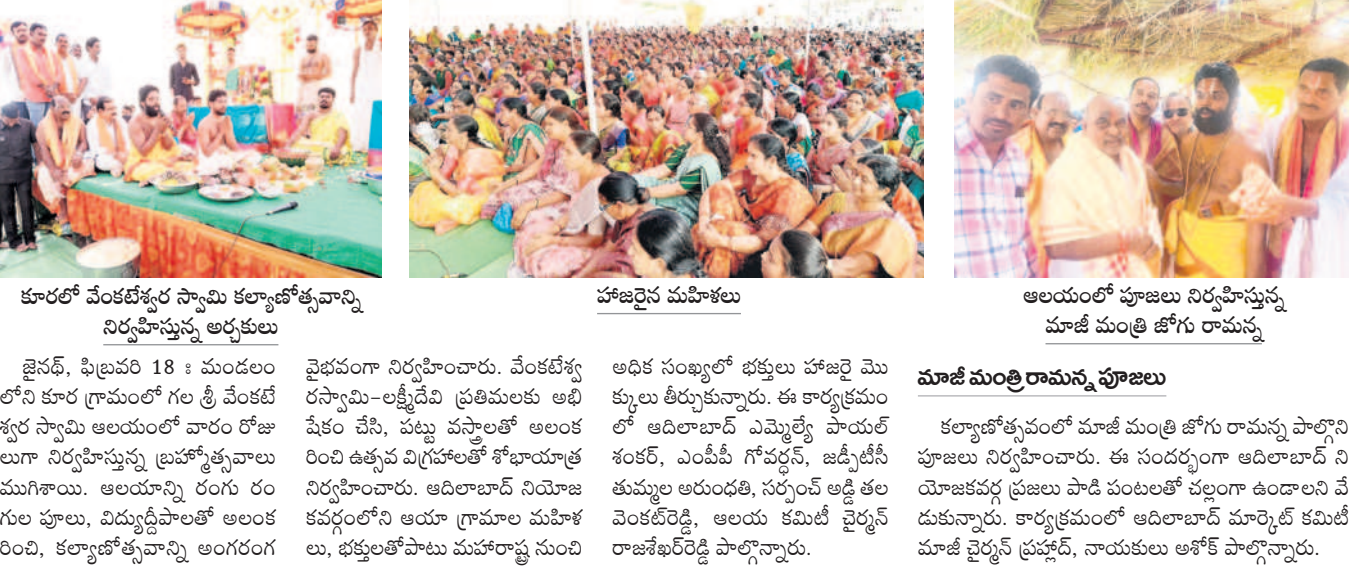 కూరలో వేంకటేశ్వర స్వామి కల్యాణోత్సవాన్ని
నిర్వహిస్తున్న అర్చకులు
హాజరైన మహిళలు
ఆలయంలో పూజలు నిర్వహిస్తున్న
మాజీ మంత్రి జోగు రామన్న
జైనథ్, ఫిబ్రవరి 18 : మండలం
లోని కూర గ్రామంలో గల శ్రీ వేంకటే
శ్వర స్వామి ఆలయంలో వారం రోజు
లుగా నిర్వహిస్తున్న బ్రహ్మోత్సవాలు
ముగిశాయి. ఆలయాన్ని రంగు రం
గుల పూలు, విద్యుద్దీపాలతో అలంక
రించి, కల్యాణోత్సవాన్ని అంగరంగ
వైభవంగా నిర్వహించారు. వేంకటేశ్వ
రస్వామి-లక్ష్మీదేవి ప్రతిమలకు అభి
షేకం చేసి, పట్టు వస్త్రాలతో అలంక
రించి ఉత్సవ విగ్రహాలతో శోభాయాత్ర
నిర్వహించారు. ఆదిలాబాద్ నియోజ
కవర్గంలోని ఆయా గ్రామాల మహిళ
లు, భక్తులతోపాటు మహారాష్ట్ర నుంచి
అధిక సంఖ్యలో భక్తులు హాజరై మొ
క్కులు తీర్చుకున్నారు. ఈ కార్యక్రమం
లో ఆదిలాబాద్ ఎమ్మెల్యే పాయల్
శంకర్, ఎంపీపీ గోవర్ధన్, జడ్పీటీసీ
తుమ్మల అరుంధతి, సర్పంచ్ అడ్డి తల
వెంకట్‌రెడ్డి, ఆలయ కమిటీ చైర్మన్
రాజశేఖర్‌రెడ్డి పాల్గొన్నారు.
మాజీ మంత్రి రామన్న పూజలు
కల్యాణోత్సవంలో మాజీ మంత్రి జోగు రామన్న పాల్గొని
పూజలు నిర్వహించారు. ఈ సందర్భంగా ఆదిలాబాద్ ని
యోజకవర్గ ప్రజలు పాడి పంటలతో చల్లంగా ఉండాలని వే
డుకున్నారు. కార్యక్రమంలో ఆదిలాబాద్ మార్కెట్ కమిటీ
మాజీ చైర్మన్ ప్రహ్లాద్, నాయకులు అశోక్ పాల్గొన్నారు.